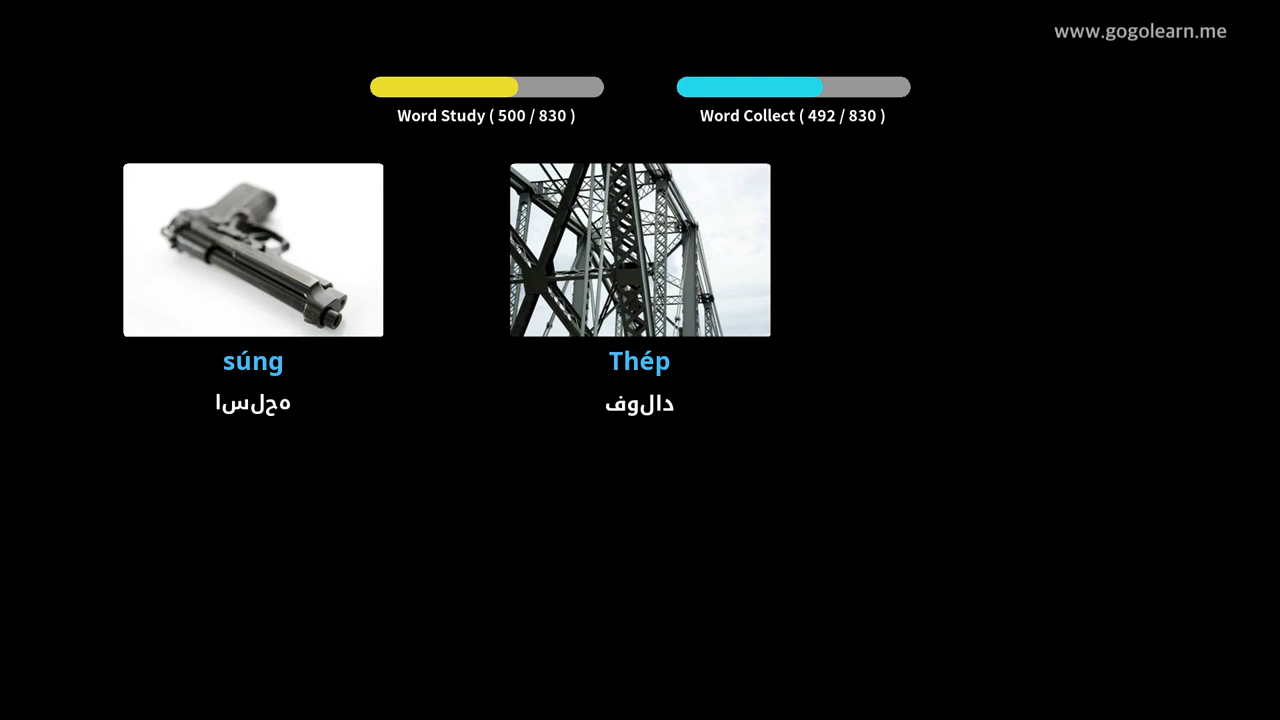 www.gogolearn.me
Word Study ( 500 / 830 )
Word Collect ( 492 / 830 )
súng
Thép
اسلحه
فولاد